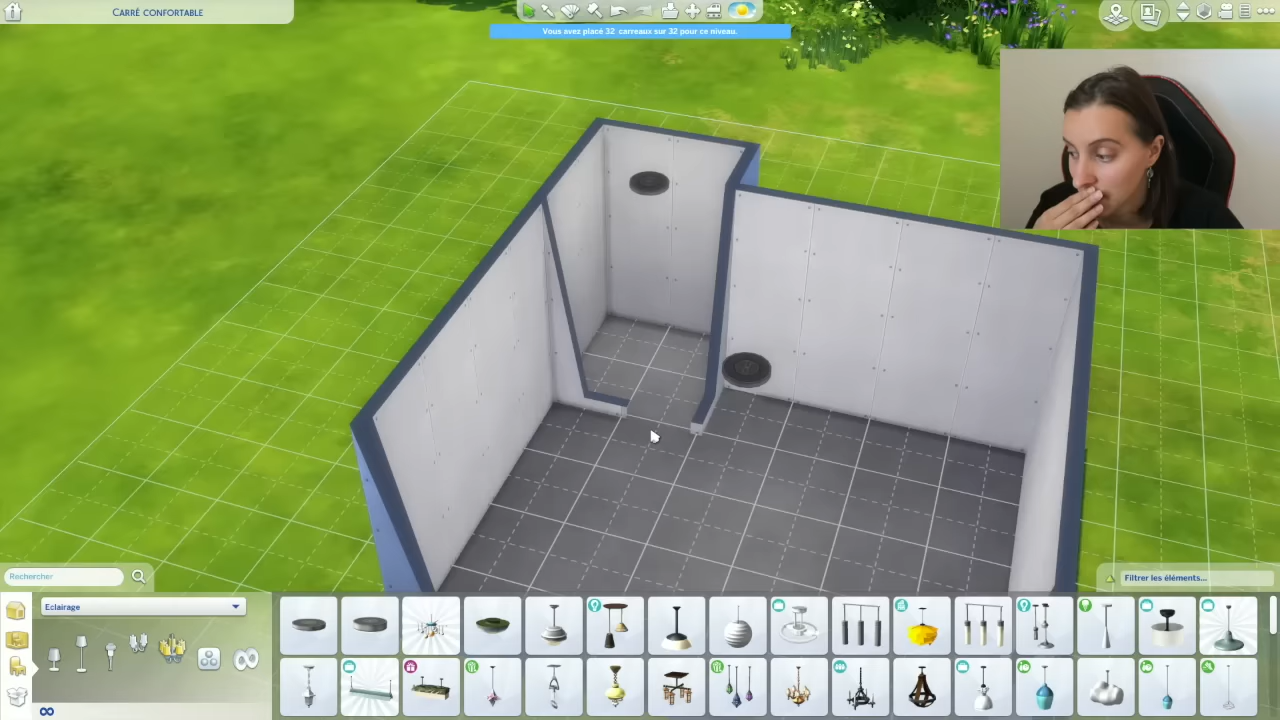 CARRÉ CONFORTABLE
Vous avez placé 32 carreaux sur 32 pour ce niveau.
Rechercher
Filtrer les éléments...
Eclairage